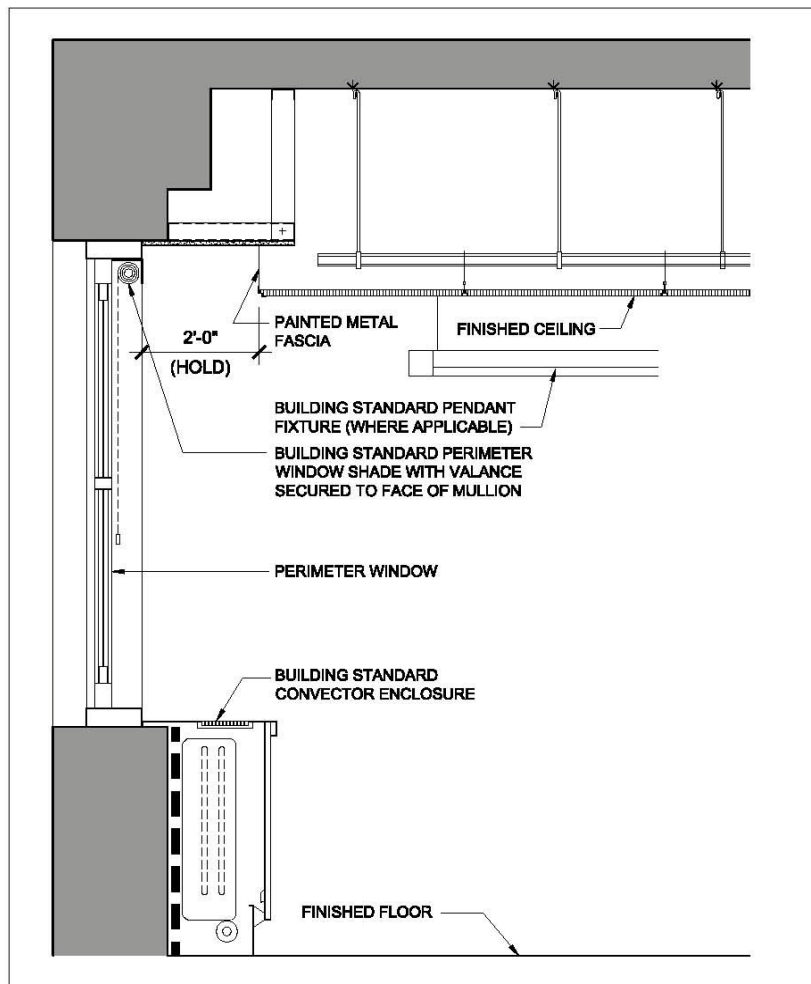 PAINTED METAL
FASCIA
FINISHED CEILING
2'-0"
(HOLD)
BUILDING STANDARD PENDANT
FIXTURE (WHERE APPLICABLE)
BUILDING STANDARD PERIMETER
WINDOW SHADE WITH VALANCE
SECURED TO FACE OF MULLION
PERIMETER WINDOW
BUILDING STANDARD
CONVECTOR ENCLOSURE
FINISHED FLOOR